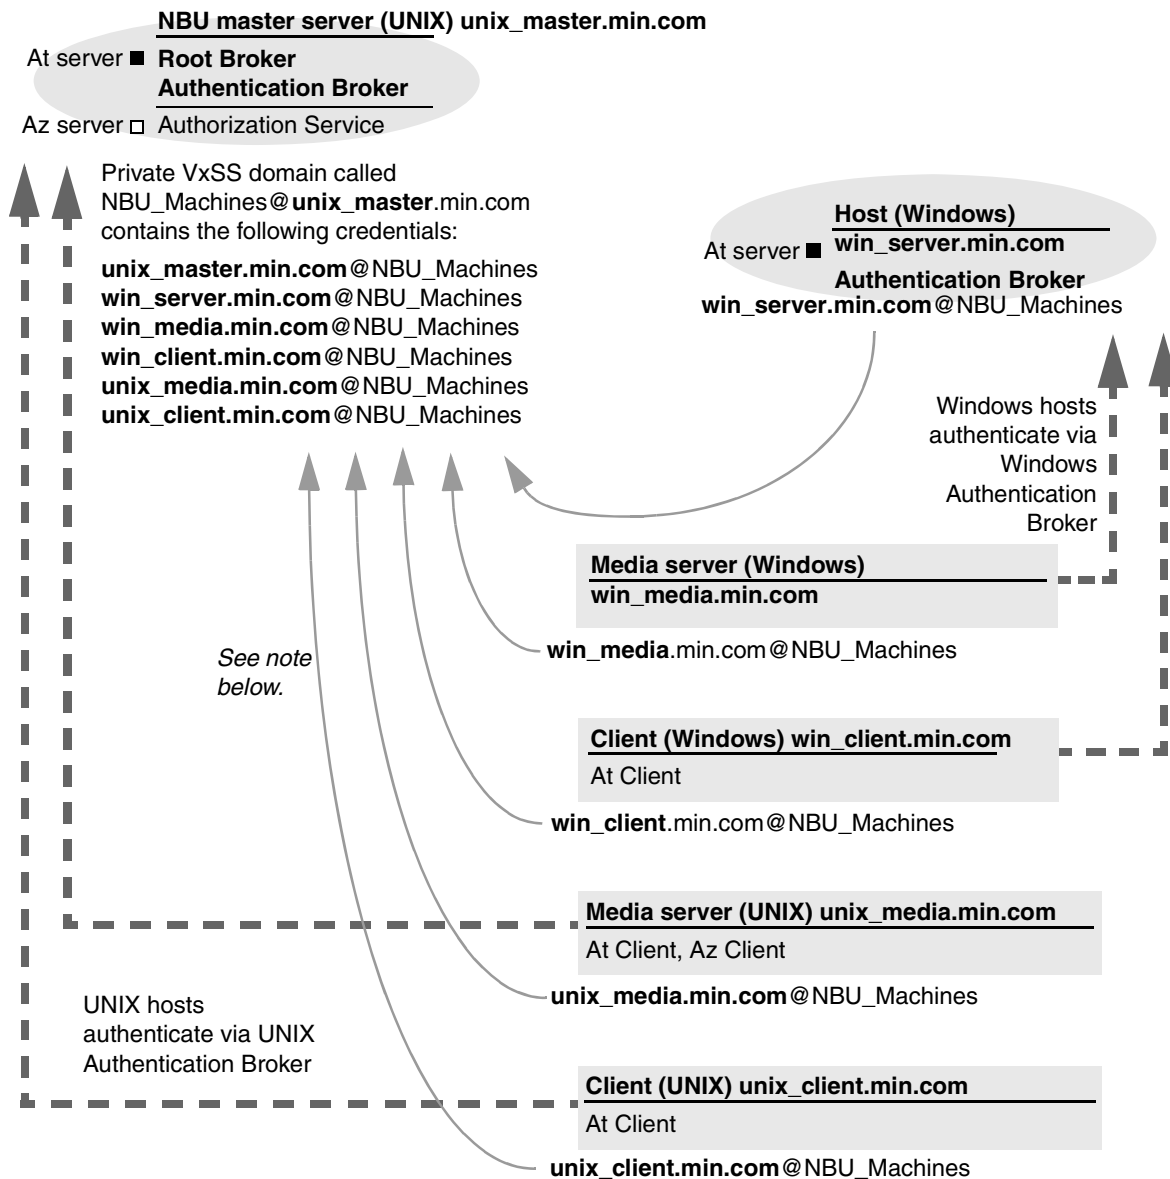 NBU master server (UNIX) unix_master.min.com
At server Root Broker
Authentication Broker
Az server Authorization Service
Private VxSS domain called
NBU_Machines@unix_master.min.com
contains the following credentials:
unix_master.min.com@NBU_Machines
win_server.min.com@NBU_Machines
win_media.min.com@NBU_Machines
win_client.min.com@NBU_Machines
unix_media.min.com@NBU_Machines
unix_client.min.com@NBU_Machines
Host (Windows)
At server win_server.min.com
Authentication Broker
win_server.min.com@NBU_Machines
Windows hosts
authenticate via
Windows
Authentication
Broker
Media server (Windows)
win_media.min.com
win_media.min.com@NBU_Machines
See note
below.
Client (Windows) win_client.min.com
At Client
win_client.min.com@NBU_Machines
Media server (UNIX) unix_media.min.com
At Client, Az Client
unix_media.min.com@NBU_Machines
UNIX hosts
authenticate via UNIX
Authentication Broker
Client (UNIX) unix_client.min.com
At Client
unix_client.min.com@NBU_Machines